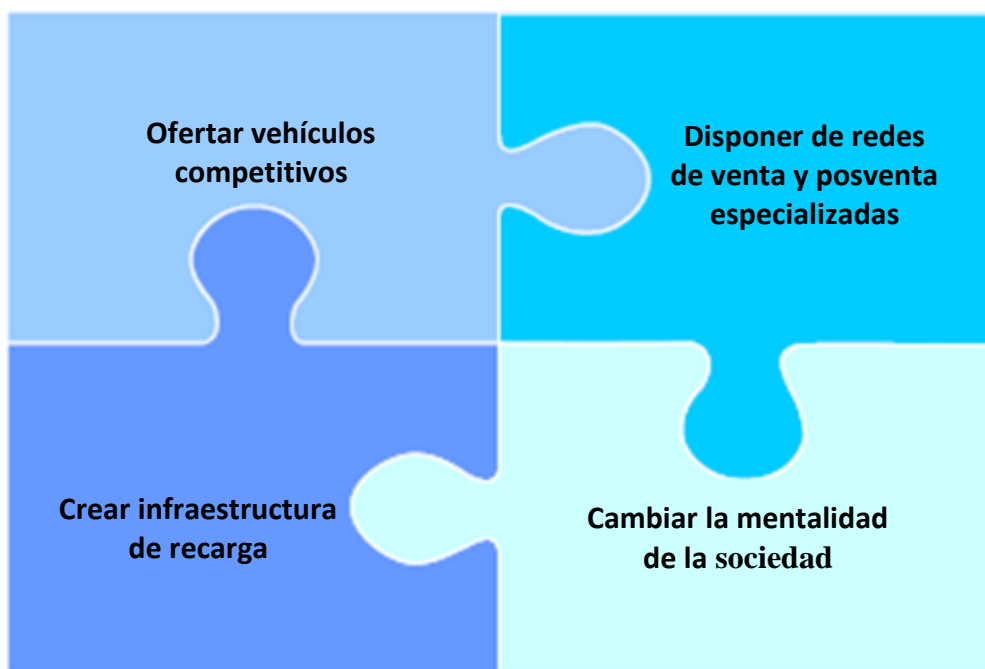 Ofertar vehículos
competitivos
Disponer de redes
de venta y posventa
especializadas
Crear infraestructura
de recarga
Cambiar la mentalidad
de la sociedad